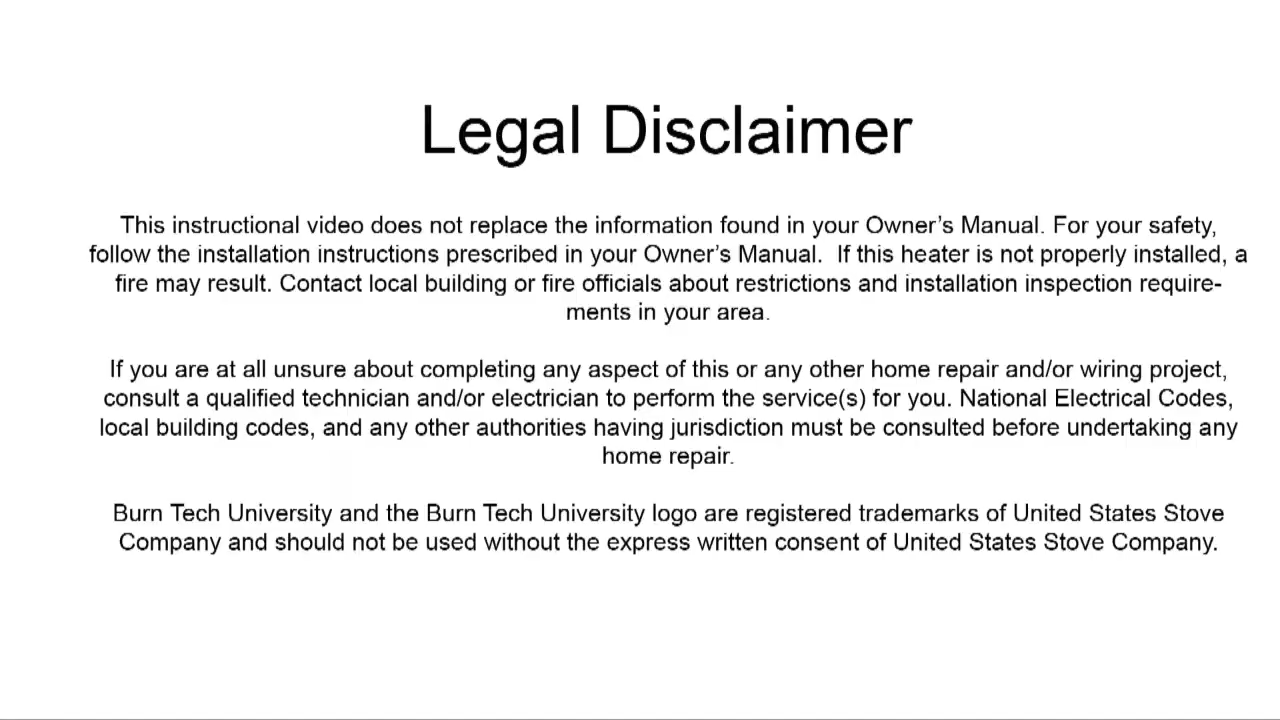 Legal Disclaimer
This instructional video does not replace the information found in your Owner’s Manual. For your safety,
follow the installation instructions prescribed in your Owner’s Manual.  If this heater is not properly installed, a
fire may result. Contact local building or fire officials about restrictions and installation inspection require-
ments in your area.
If you are at all unsure about completing any aspect of this or any other home repair and/or wiring project,
consult a qualified technician and/or electrician to perform the service(s) for you. National Electrical Codes,
local building codes, and any other authorities having jurisdiction must be consulted before undertaking any
home repair.
Burn Tech University and the Burn Tech University logo are registered trademarks of United States Stove
Company and should not be used without the express written consent of United States Stove Company.